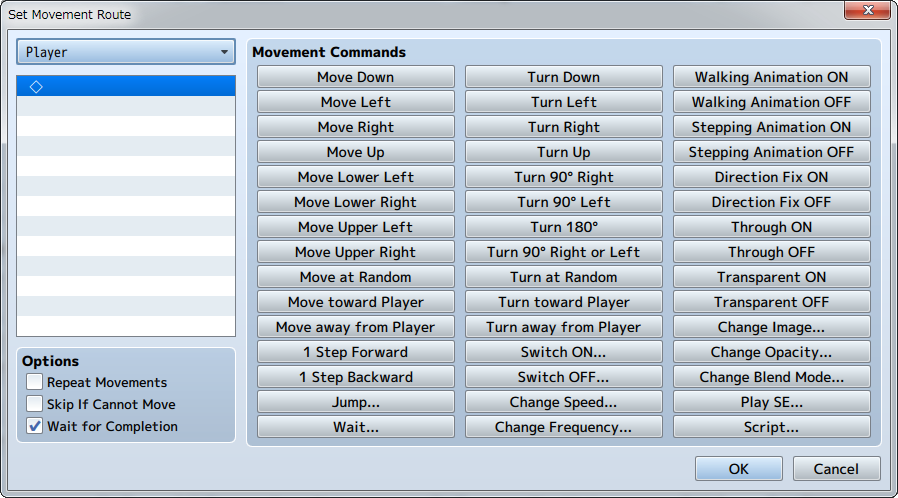 Set Movement Route
Player
Movement Commands
Move Down
Turn Down
Walking Animation ON
Move Left
Turn Left
Walking Animation OFF
Move Right
Turn Right
Stepping Animation ON
Move Up
Turn Up
Stepping Animation OFF
Move Lower Left
Turn 90° Right
Direction Fix ON
Move Lower Right
Turn 90° Left
Direction Fix OFF
Move Upper Left
Turn 180°
Through ON
Move Upper Right
Turn 90° Right or Left
Through OFF
Move at Random
Turn at Random
Transparent ON
Move toward Player
Turn toward Player
Transparent OFF
Move away from Player
Turn away from Player
Change Image...
1 Step Forward
Switch ON...
Change Opacity...
1 Step Backward
Switch OFF...
Change Blend Mode...
Jump...
Change Speed...
Play SE...
Wait...
Change Frequency...
Script...
Options
Repeat Movements
Skip If Cannot Move
Wait for Completion
OK
Cancel